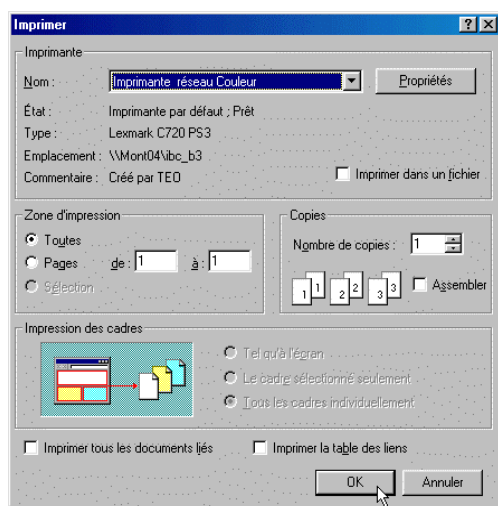 Imprimer
Imprimante
Nom : Imprimante réseau Couleur Propriétés
État : Imprimante par défaut ; Prêt
Type : Lexmark C720 PS3
Emplacement : \\Mont04\ibc_b3
Commentaire : Créé par TEO Imprimer dans un fichier
Zone d'impression
Toutes
Pages de : 1 à : 1
Sélection
Copies
Nombre de copies : 1
1 1 2 2 3 3 Assembler
Impression des cadres
Tel qu'à l'écran
Le cadre sélectionné seulement
Tous les cadres individuellement
Imprimer tous les documents liés Imprimer la table des liens
OK Annuler